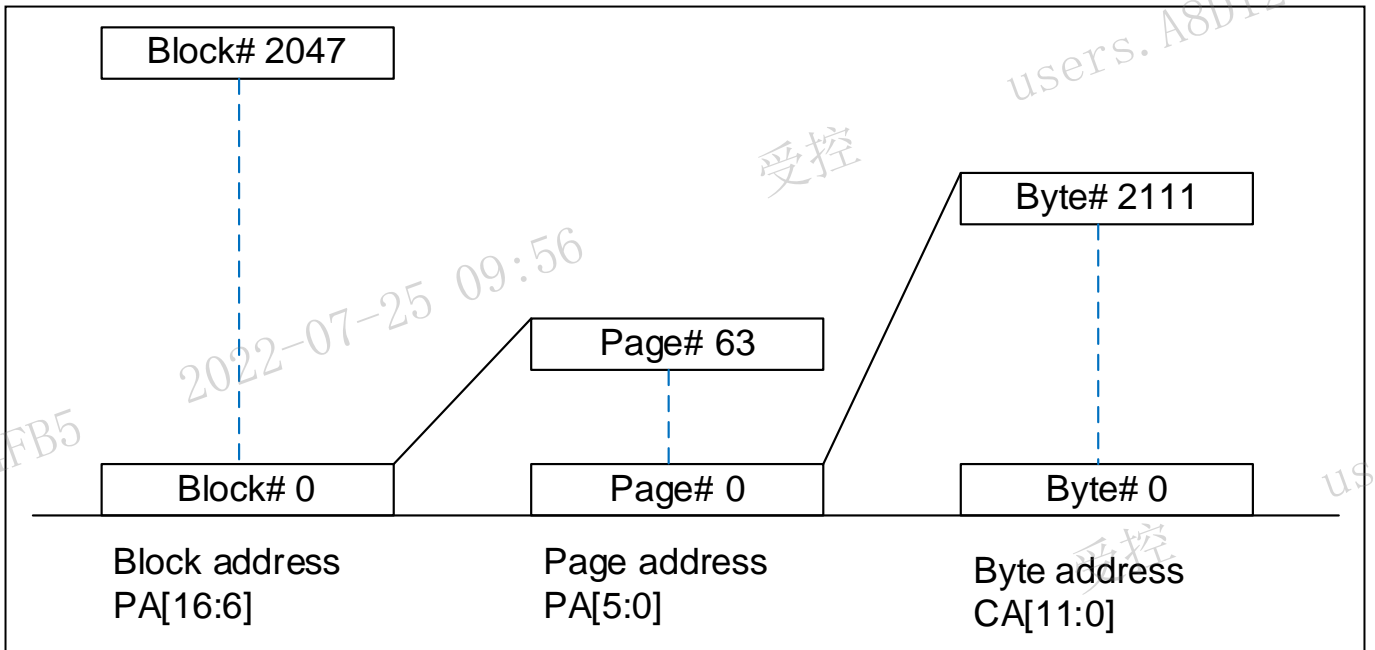 Block# 2047
users. A8D12
受控
Byte# 2111
2022-07-25 09:56
Page# 63
FB5
Block# 0
Page# 0
Byte# 0
us
受控
Block address
PA[16:6]
Page address
PA[5:0]
Byte address
CA[11:0]